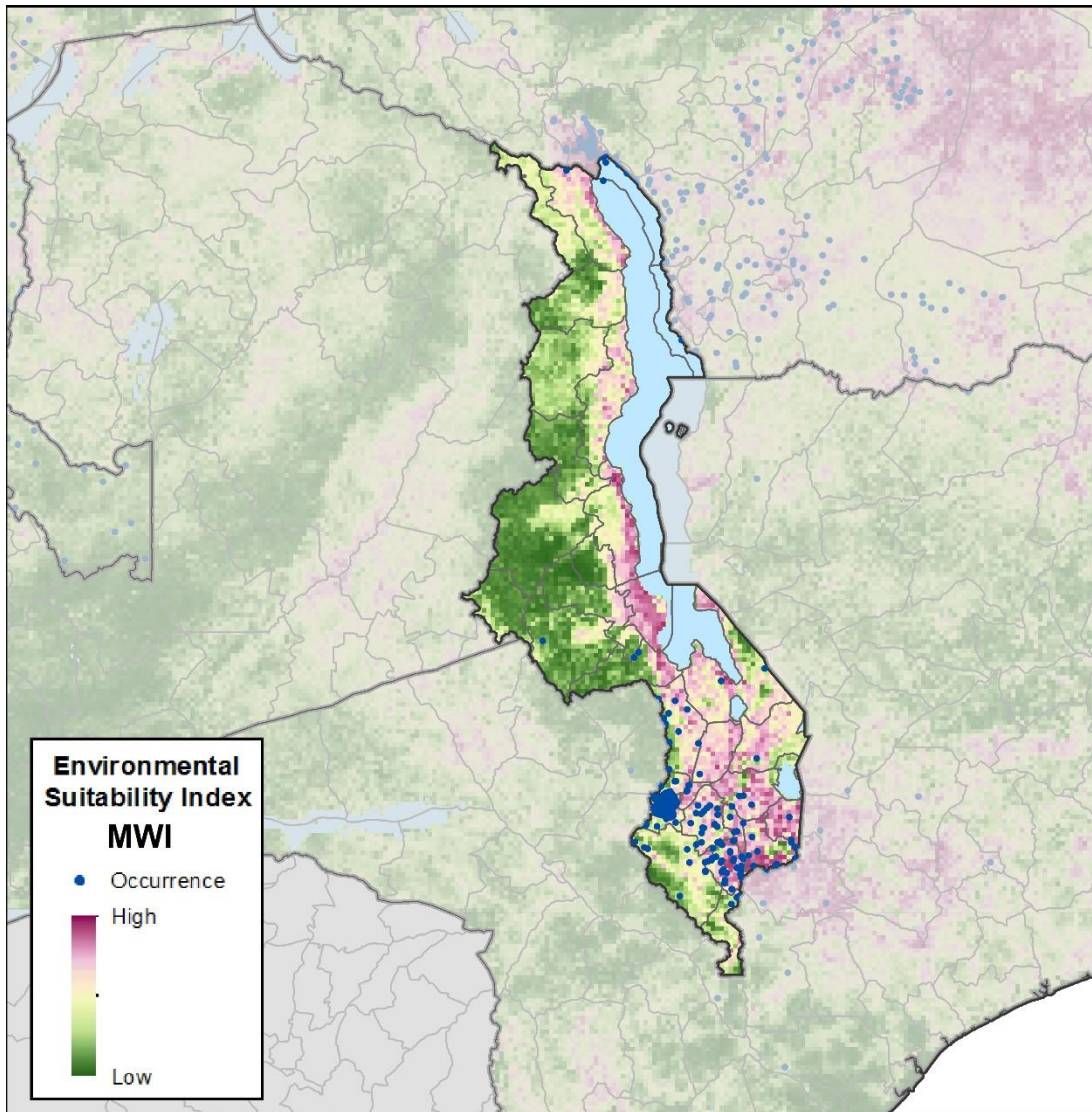 Environmental
Suitability Index
MWI
Occurrence
High
Low